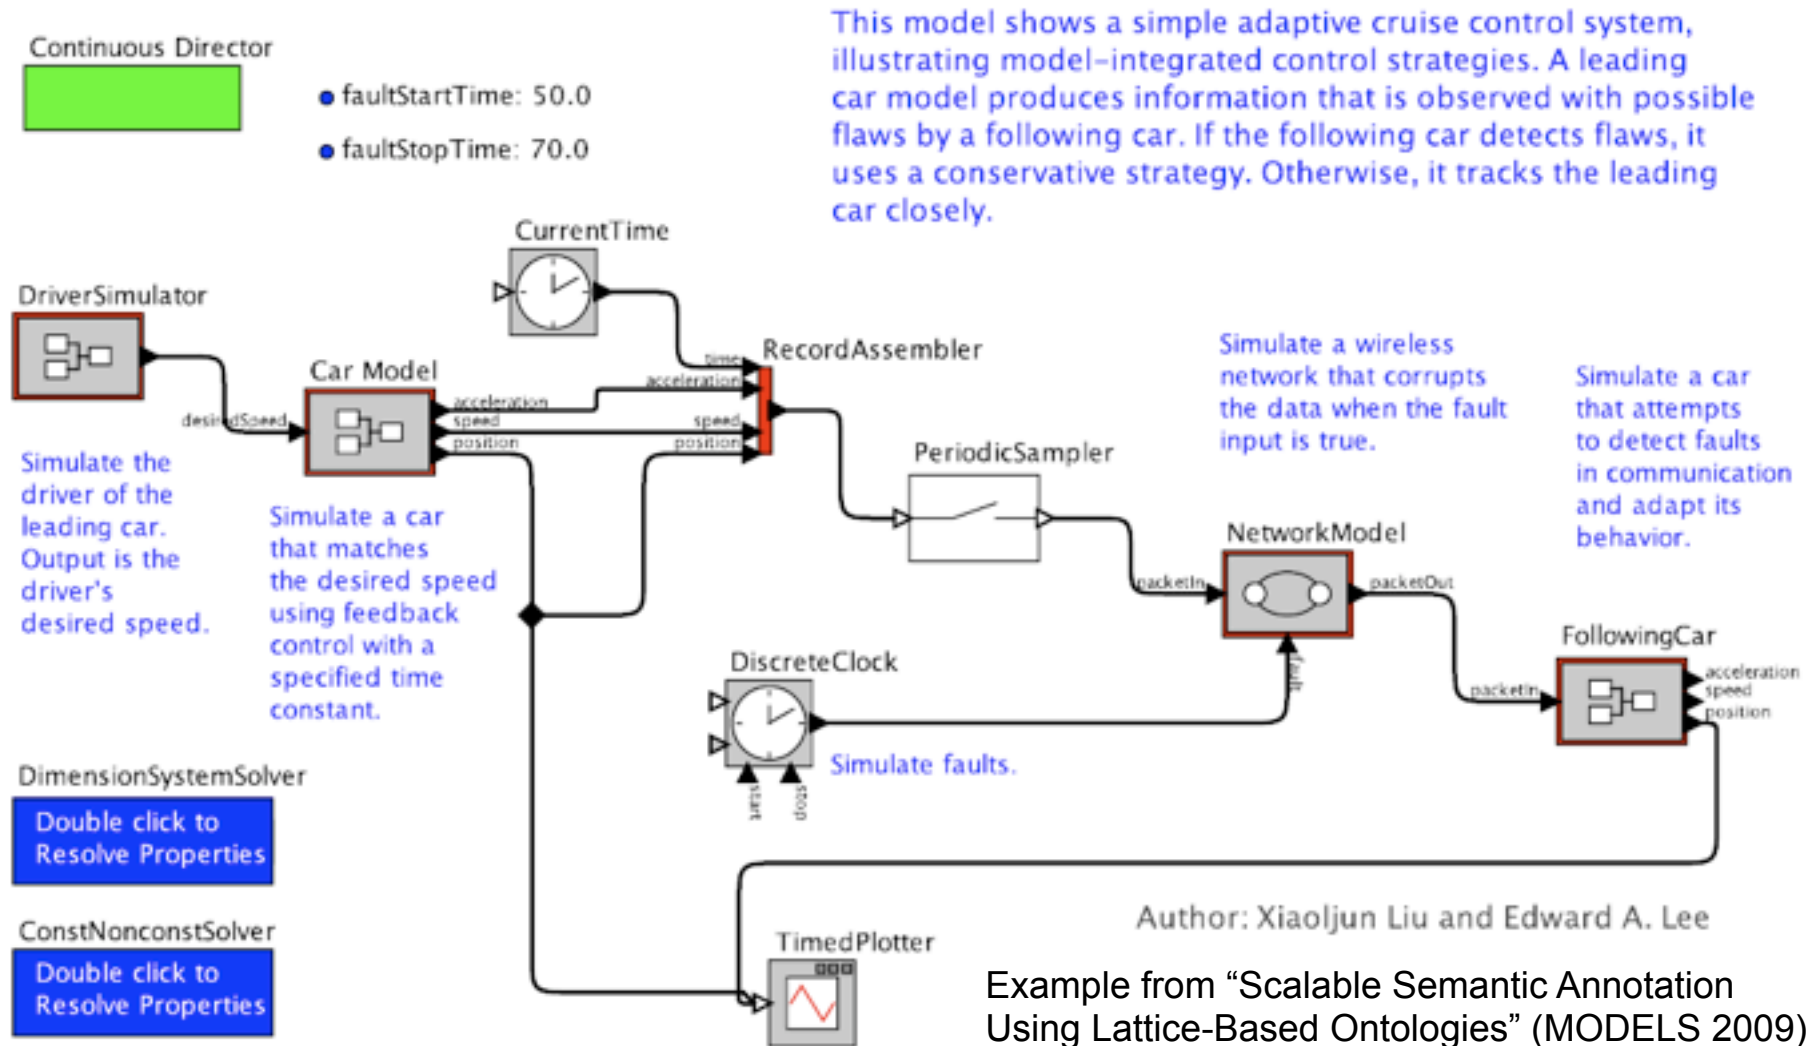 Continuous Director
faultStartTime: 50.0
faultStopTime: 70.0
This model shows a simple adaptive cruise control system,
illustrating model-integrated control strategies. A leading
car model produces information that is observed with possible
flaws by a following car. If the following car detects flaws, it
uses a conservative strategy. Otherwise, it tracks the leading
car closely.
CurrentTime
DriverSimulator
Car Model
desiredSpeed
acceleration
speed
position
time
acceleration
speed
position
RecordAssembler
Simulate the
driver of the
leading car.
Output is the
driver's
desired speed.
Simulate a car
that matches
the desired speed
using feedback
control with a
specified time
constant.
PeriodicSampler
Simulate a wireless
network that corrupts
the data when the fault
input is true.
Simulate a car
that attempts
to detect faults
in communication
and adapt its
behavior.
NetworkModel
packetIn
packetOut
fault
FollowingCar
packetIn
acceleration
speed
position
DiscreteClock
start
stop
Simulate faults.
DimensionSystemSolver
Double click to
Resolve Properties
ConstNonconstSolver
Double click to
Resolve Properties
TimedPlotter
Author: Xiaoljun Liu and Edward A. Lee
Example from “Scalable Semantic Annotation
Using Lattice-Based Ontologies” (MODELS 2009)